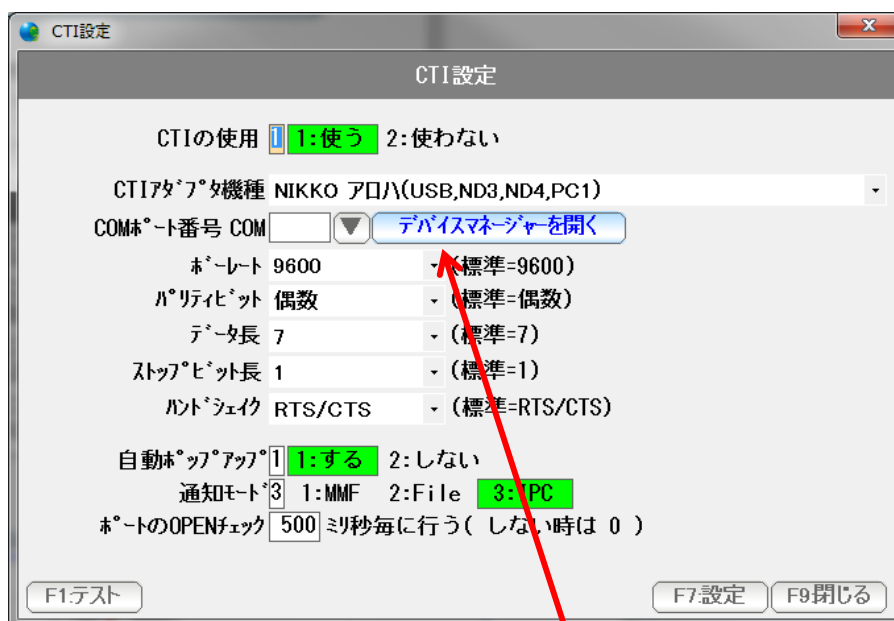 CTI設定
x
CTI設定
CTIの使用 1 1:使う 2:使わない
CTIｱﾀﾞﾌﾟﾀ機種 NIKKO アロハ(USB,ND3,ND4,PC1)
COMﾎﾟｰﾄ番号 COM ▼ ﾃﾞﾊﾞｲｽﾏﾈｰｼﾞｬｰを開く
ﾎﾞｰﾚｰﾄ 9600 (標準=9600)
ﾊﾟﾘﾃｨﾋﾞｯﾄ 偶数 (標準=偶数)
ﾃﾞｰﾀ長 7 (標準=7)
ｽﾄｯﾌﾟﾋﾞｯﾄ長 1 (標準=1)
ﾊﾝﾄﾞｼｪｲｸ RTS/CTS (標準=RTS/CTS)
自動ﾎﾟｯﾌﾟｱｯﾌﾟ 1 1:する 2:しない
通知ﾓｰﾄﾞ 3 1:MMF 2:File 3:IPC
ﾎﾟｰﾄのOPENﾁｪｯｸ 500 ﾐﾘ秒毎に行う( しない時は 0 )
F1:テスト F7:設定 F9:閉じる